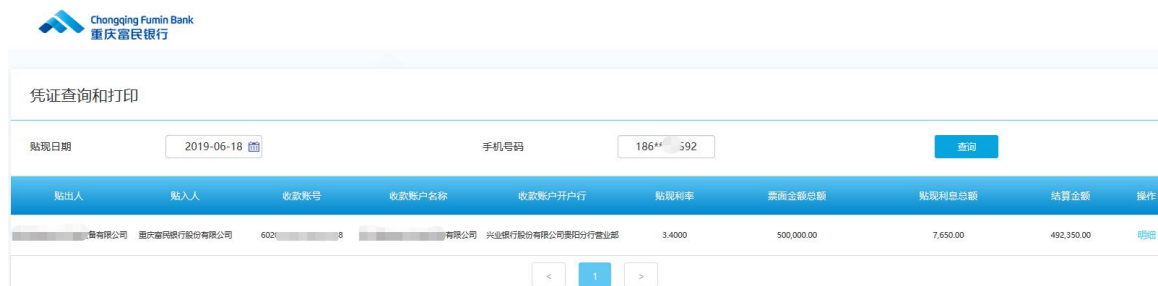 Chongqing Fumin Bank
重庆富民银行
凭证查询和打印
贴现日期 2019-06-18 手机号码 186** 592 查询
贴出人 贴入人 收款账号 收款账户名称 收款账户开户行 贴现利率 票面金额总额 贴现利息总额 结算金额 操作
备有限公司 重庆富民银行股份有限公司 602 8 有限公司 兴业银行股份有限公司贵阳分行营业部 3.4000 500,000.00 7,650.00 492,350.00 明细
< 1 >